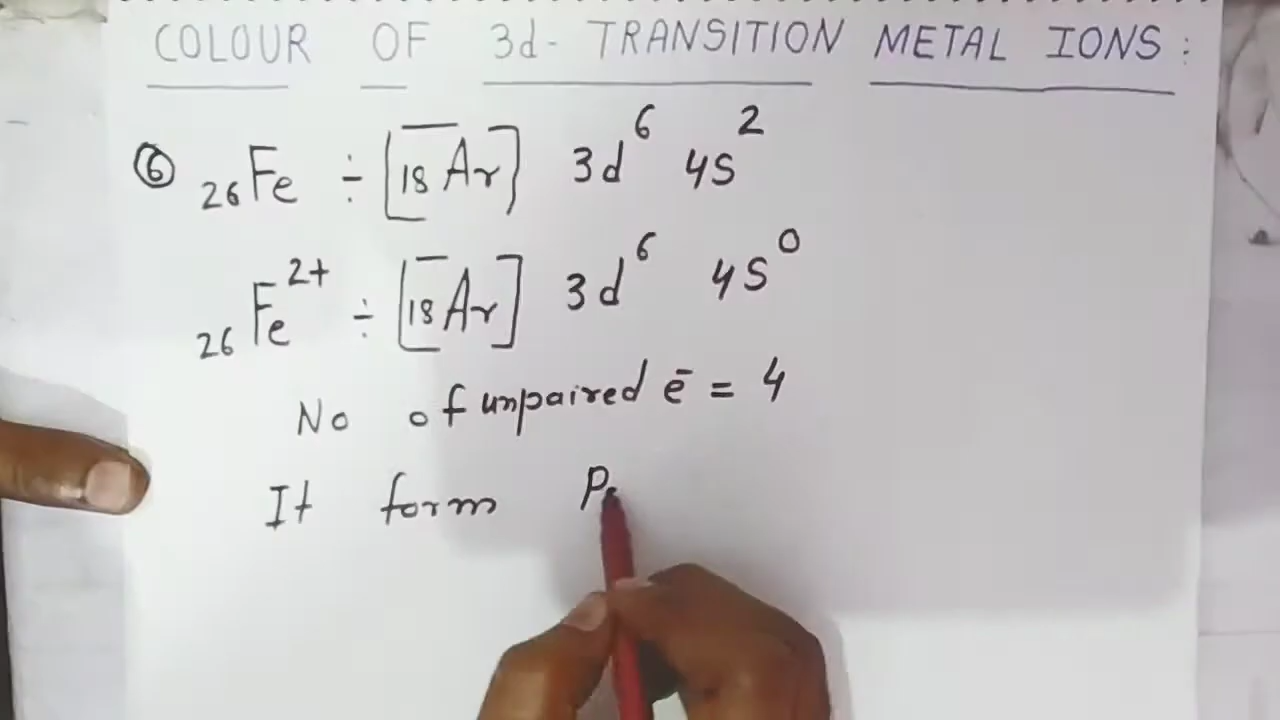 COLOUR OF 3d- TRANSITION METAL IONS :
⑥ ₂₆Fe ÷ [₁₈Ar] 3d⁶ 4s²
₂₆Fe²⁺ ÷ [₁₈Ar] 3d⁶ 4s⁰
No of unpaired ē = 4
It form